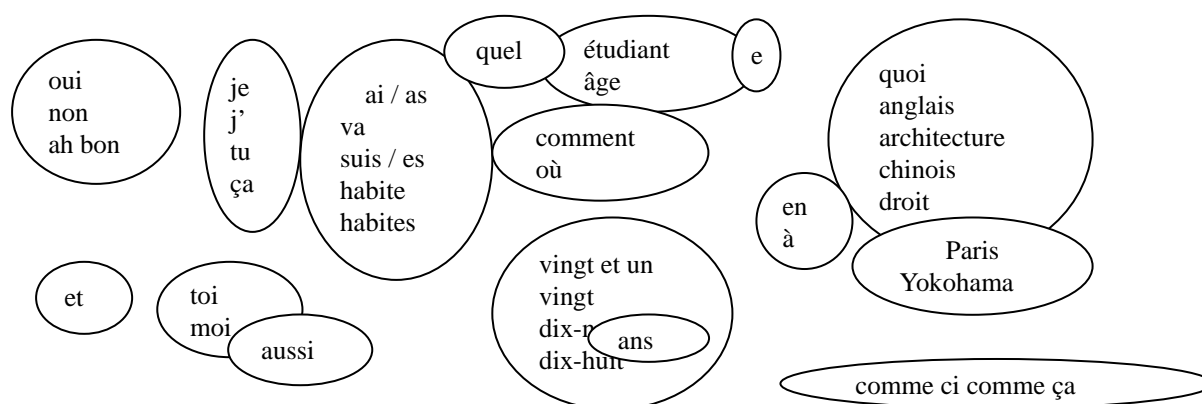 oui
non
ah bon
je
j’
tu
ça
ai / as
va
suis / es
habite
habites
quel
étudiant
âge
e
comment
où
quoi
anglais
architecture
chinois
droit
en
à
Paris
Yokohama
et
toi
moi
aussi
vingt et un
vingt
dix-huit
ans
comme ci comme ça